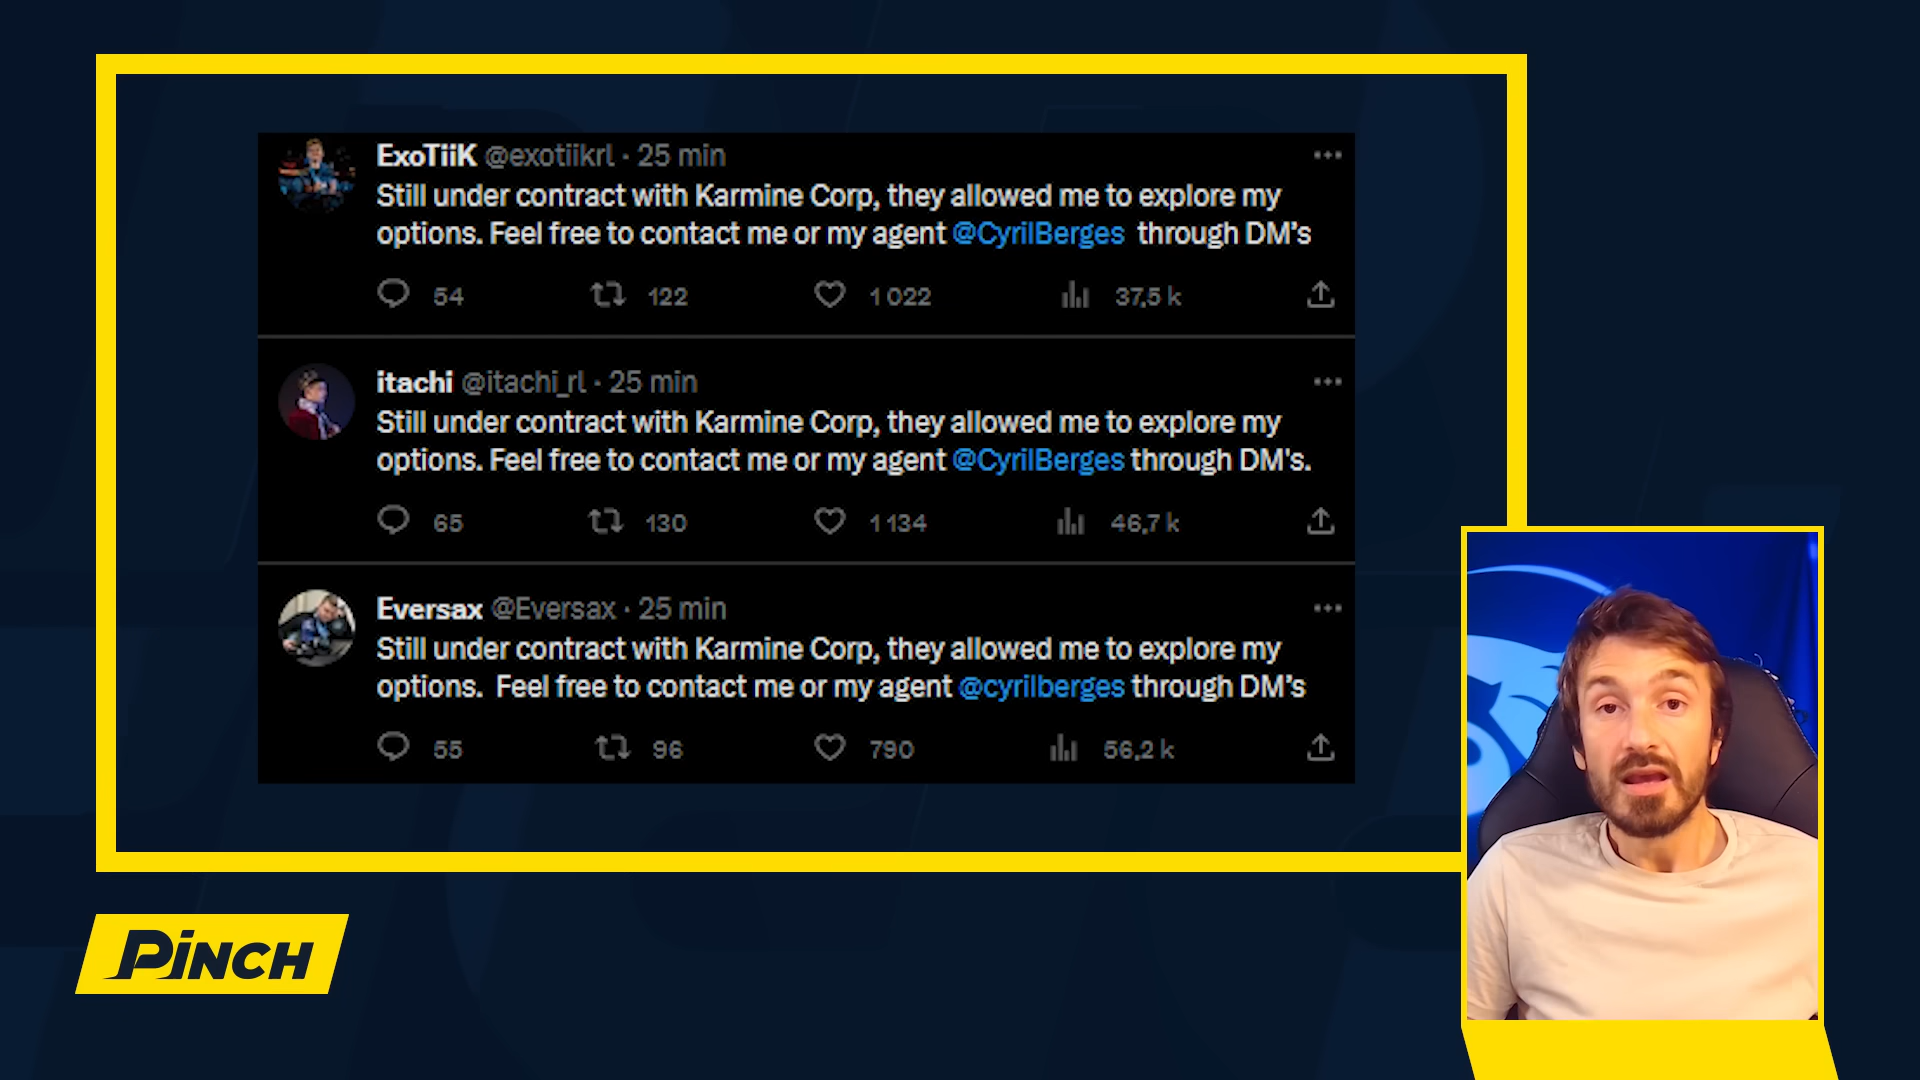 ExoTiiK @exotiikrl · 25 min
Still under contract with Karmine Corp, they allowed me to explore my
options. Feel free to contact me or my agent @CyrilBerges through DM's
54 122 1 022 37,5 k
itachi @itachi_rl · 25 min
Still under contract with Karmine Corp, they allowed me to explore my
options. Feel free to contact me or my agent @CyrilBerges through DM's.
65 130 1 134 46,7 k
Eversax @Eversax · 25 min
Still under contract with Karmine Corp, they allowed me to explore my
options. Feel free to contact me or my agent @cyrilberges through DM's
55 96 790 56,2 k
PiNCH